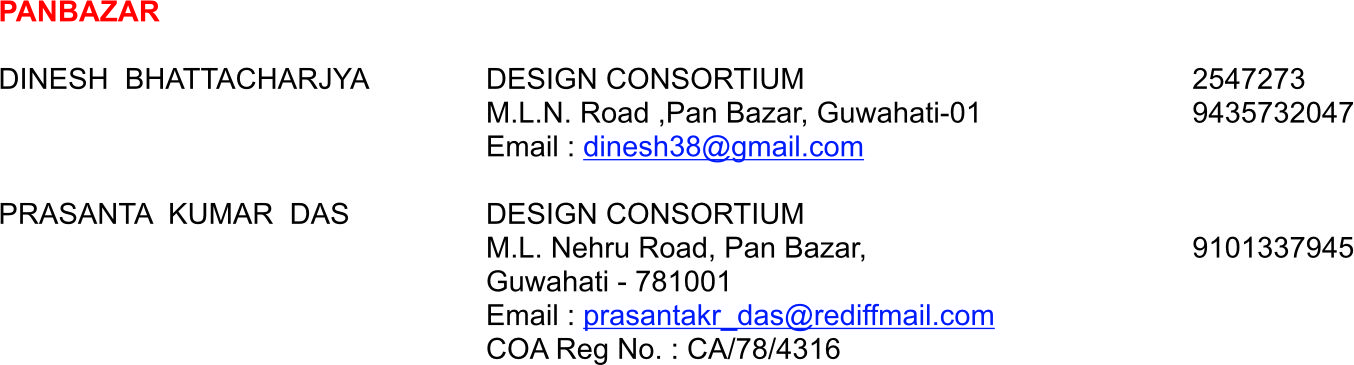 PANBAZAR
DINESH BHATTACHARJYA DESIGN CONSORTIUM 2547273
M.L.N. Road ,Pan Bazar, Guwahati-01 9435732047
Email : dinesh38@gmail.com
PRASANTA KUMAR DAS DESIGN CONSORTIUM
M.L. Nehru Road, Pan Bazar, 9101337945
Guwahati - 781001
Email : prasantakr_das@rediffmail.com
COA Reg No. : CA/78/4316